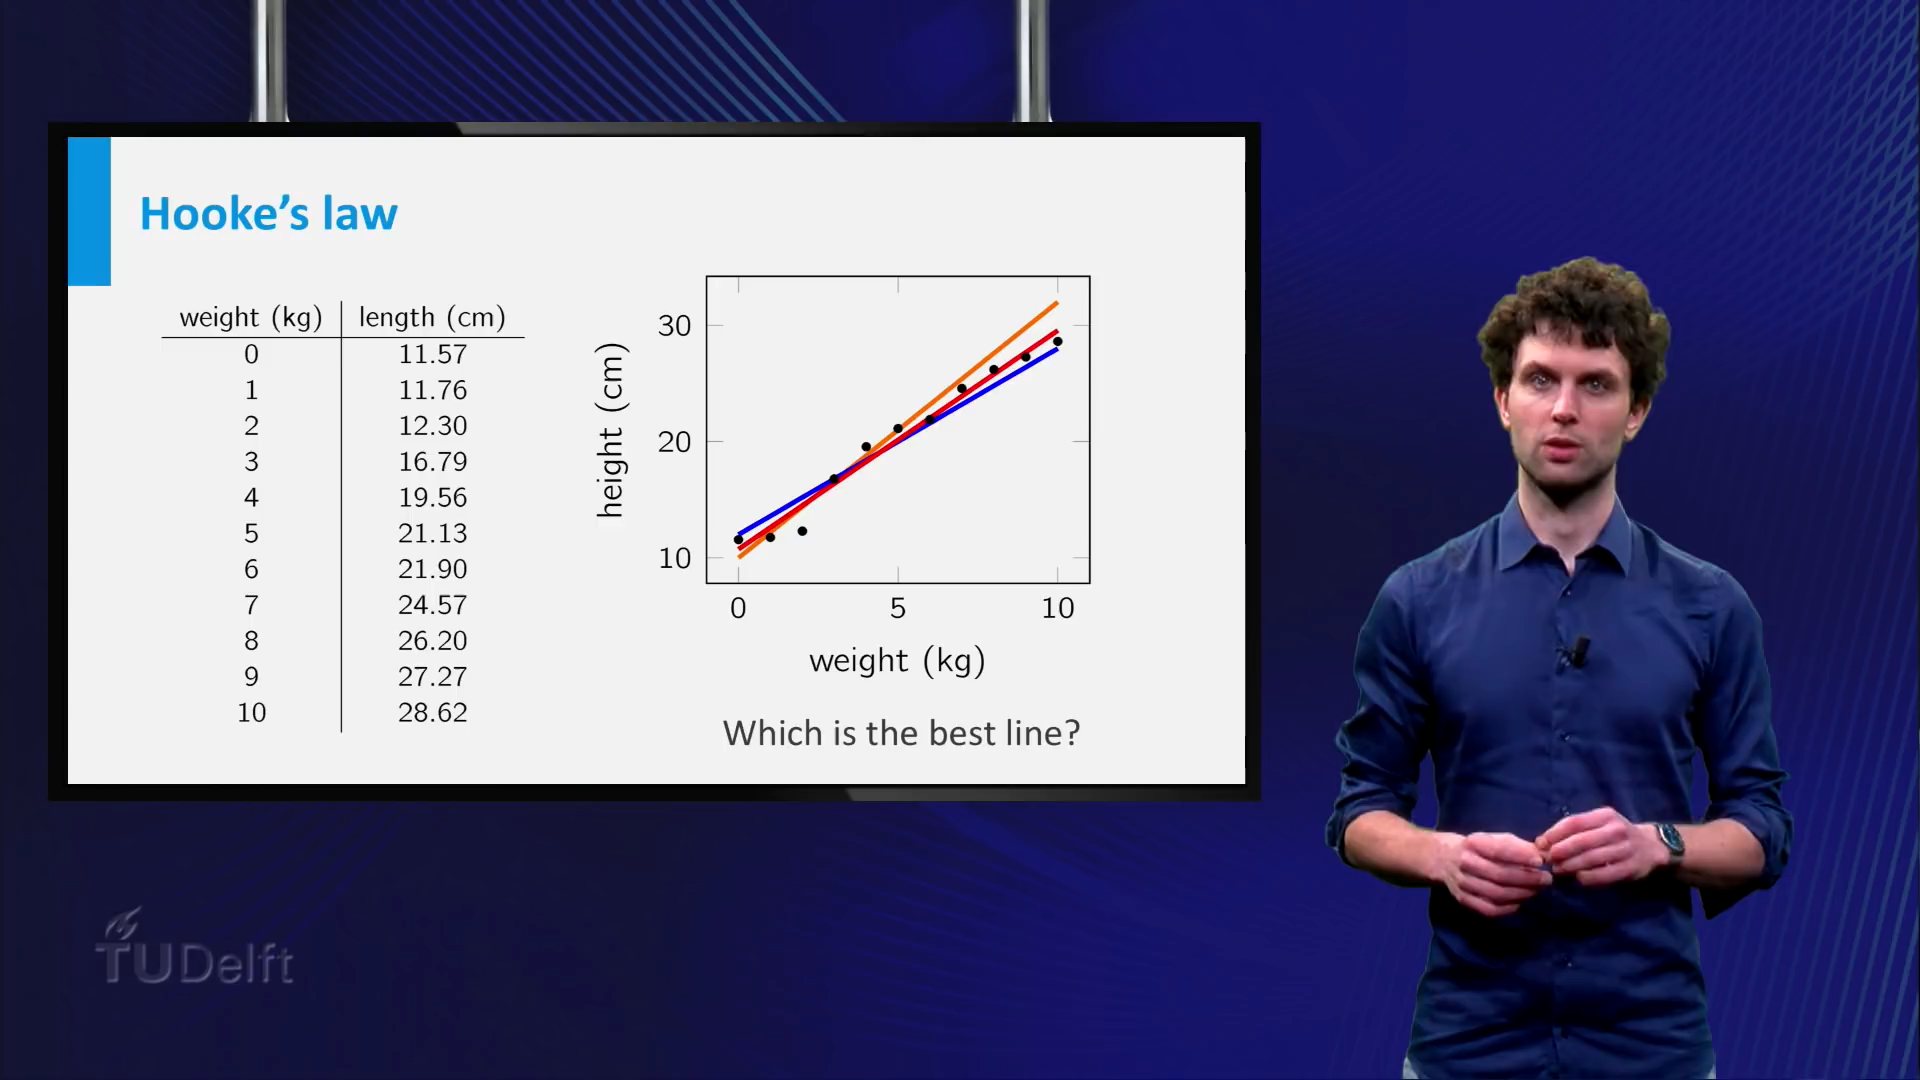 Hooke's law
weight (kg) length (cm)
0 11.57
1 11.76
2 12.30
3 16.79
4 19.56
5 21.13
6 21.90
7 24.57
8 26.20
9 27.27
10 28.62
height (cm)
30
20
10
0 5 10
weight (kg)
Which is the best line?
TUDelft